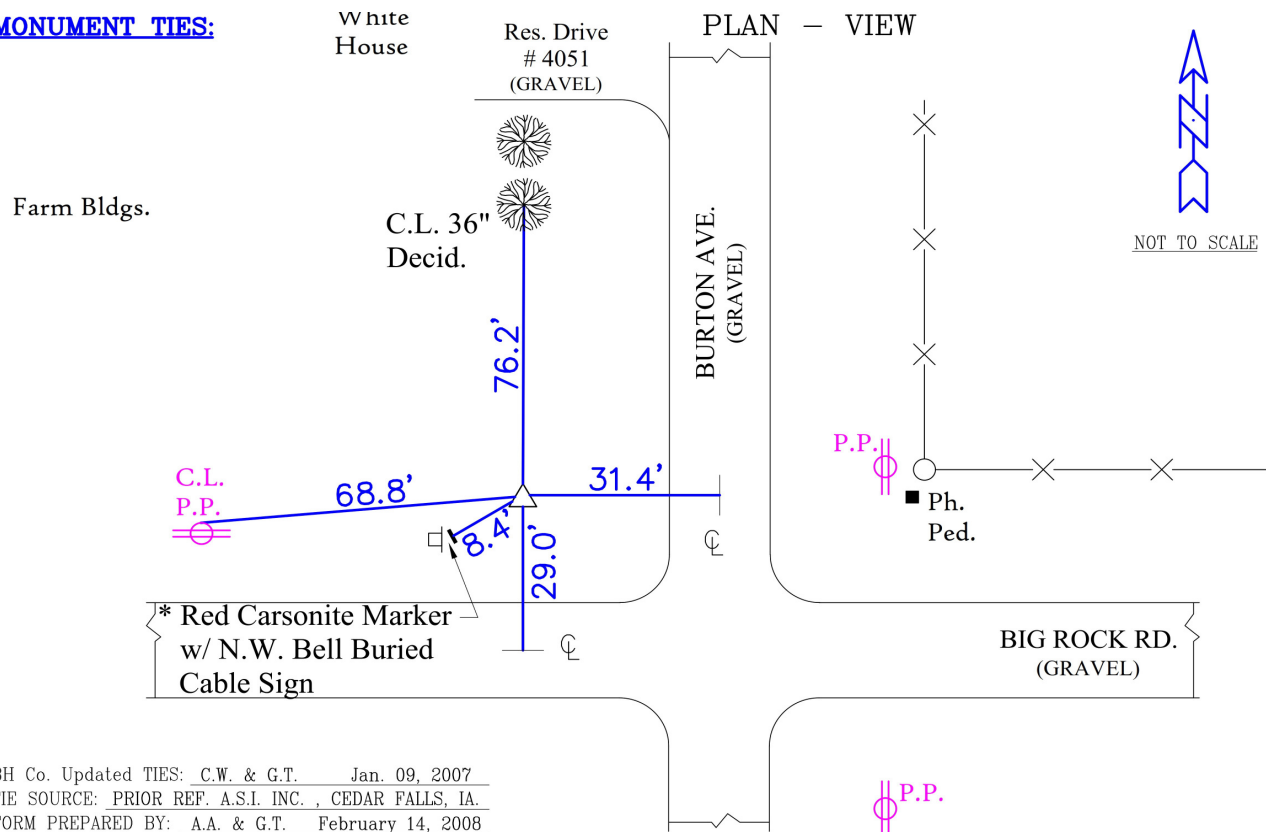 MONUMENT TIES:
White
House
Res. Drive
# 4051
(GRAVEL)
PLAN - VIEW
N
NOT TO SCALE
Farm Bldgs.
C.L. 36"
Decid.
BURTON AVE.
(GRAVEL)
76.2'
C.L.
P.P.
68.8'
31.4'
8.4'
29.0'
P.P.
Ph.
Ped.
℄
℄
* Red Carsonite Marker
w/ N.W. Bell Buried
Cable Sign
BIG ROCK RD.
(GRAVEL)
BH Co. Updated TIES: C.W. & G.T. Jan. 09, 2007
TIE SOURCE: PRIOR REF. A.S.I. INC. , CEDAR FALLS, IA.
FORM PREPARED BY: A.A. & G.T. February 14, 2008
P.P.